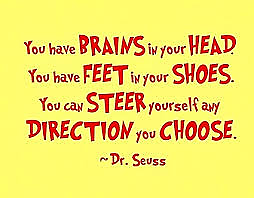 You have BRAINS in your HEAD.
You have FEET in your SHOES.
You can STEER yourself any
DIRECTION you CHOOSE.
~Dr. Seuss